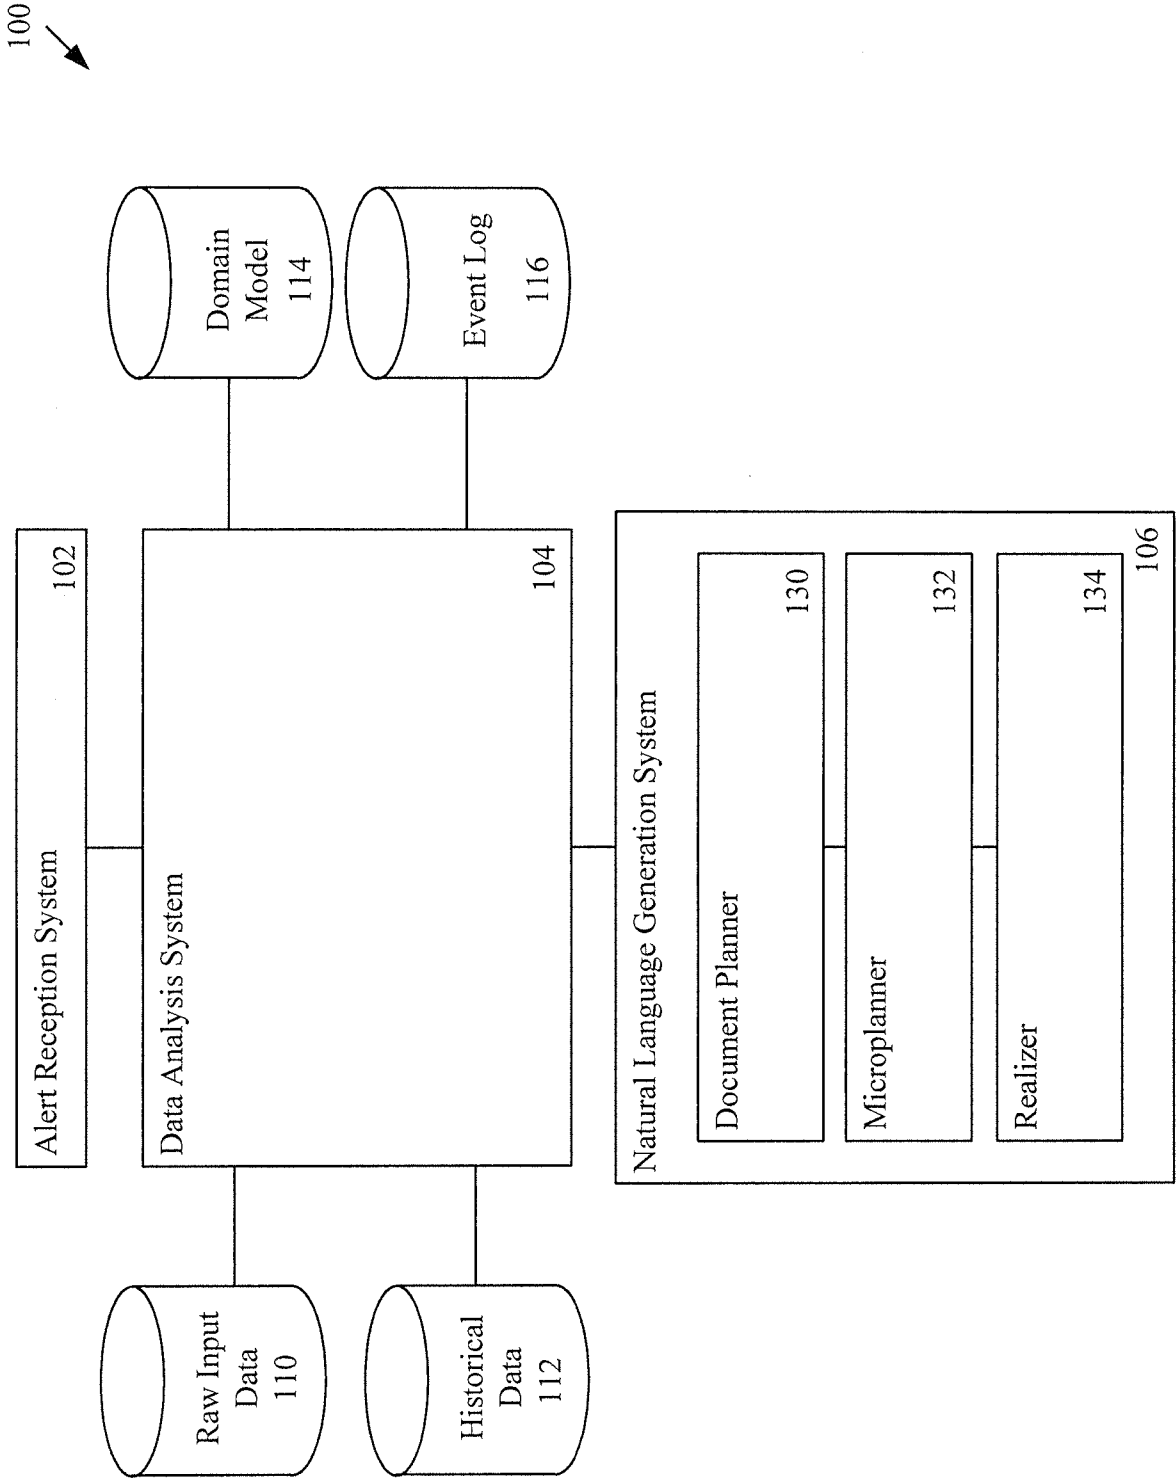 100
Alert Reception System
102
Data Analysis System
104
Raw Input
Data
110
Historical
Data
112
Domain
Model
114
Event Log
116
Natural Language Generation System
Document Planner
130
Microplanner
132
Realizer
134
106